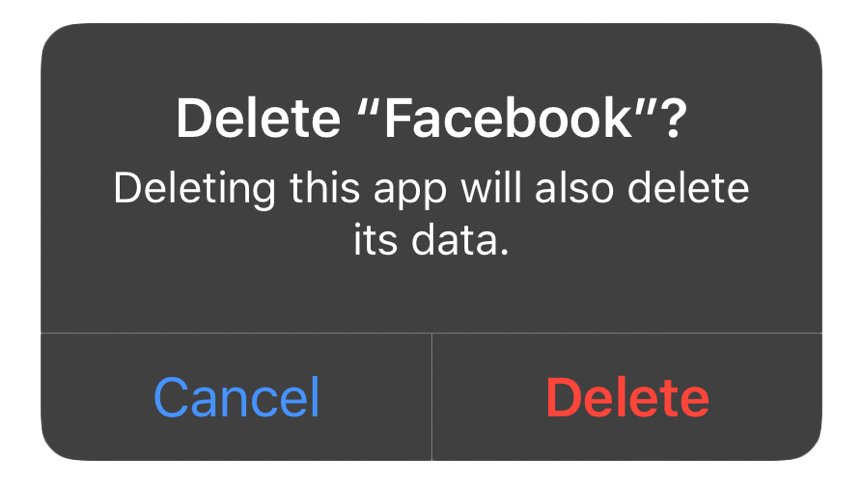 Delete “Facebook”?
Deleting this app will also delete
its data.
Cancel
Delete